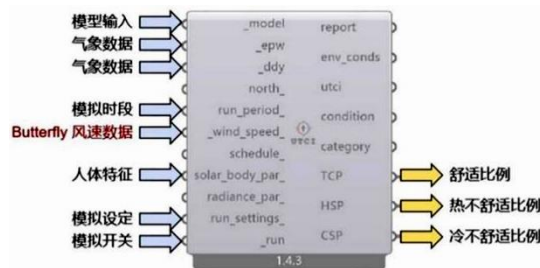 模型输入 _model report
气象数据 _epw env_conds
气象数据 _ddy utci
north_
模拟时段 run_period_ condition
Butterfly 风速数据 _wind_speed_ UTCI
schedule_ category
人体特征 solar_body_par_ TCP 舒适比例
radiance_par_ HSP 热不舒适比例
模拟设定 run_settings_
模拟开关 _run CSP 冷不舒适比例
1.4.3